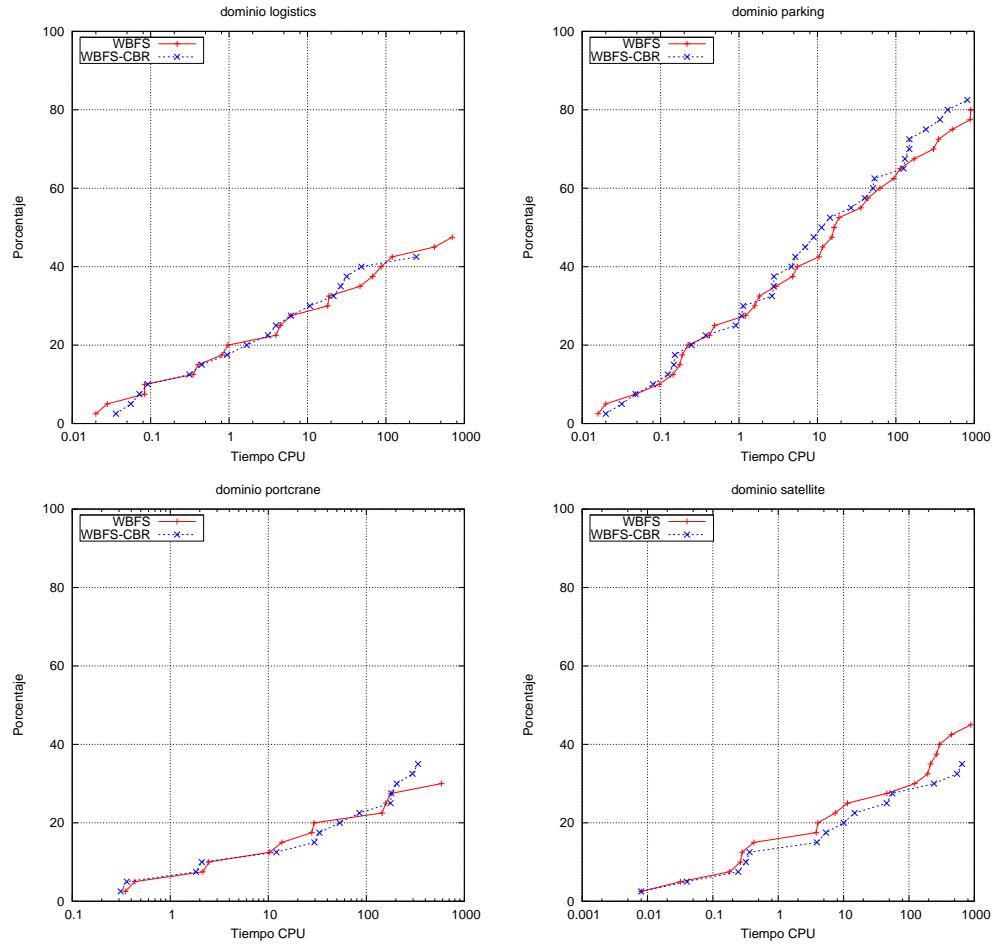 dominio logistics
WBFS
WBFS-CBR
Porcentaje
100
80
60
40
20
0
0.01 0.1 1 10 100 1000
Tiempo CPU
dominio parking
WBFS
WBFS-CBR
Porcentaje
100
80
60
40
20
0
0.01 0.1 1 10 100 1000
Tiempo CPU
dominio portcrane
WBFS
WBFS-CBR
Porcentaje
100
80
60
40
20
0
0.1 1 10 100 1000
Tiempo CPU
dominio satellite
WBFS
WBFS-CBR
Porcentaje
100
80
60
40
20
0
0.001 0.01 0.1 1 10 100 1000
Tiempo CPU